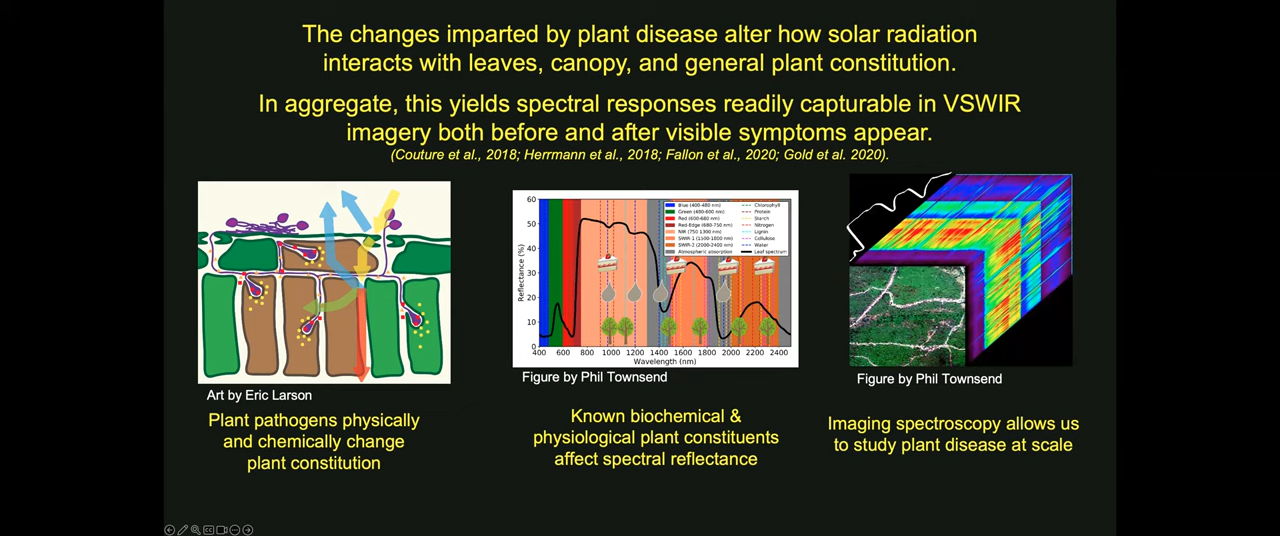 The changes imparted by plant disease alter how solar radiation
interacts with leaves, canopy, and general plant constitution.
In aggregate, this yields spectral responses readily capturable in VSWIR
imagery both before and after visible symptoms appear.
(Couture et al., 2018; Herrmann et al., 2018; Fallon et al., 2020; Gold et al. 2020).
Art by Eric Larson
Plant pathogens physically
and chemically change
plant constitution
Reflectance (%)
60
50
40
30
20
10
0
400 600 800 1000 1200 1400 1600 1800 2000 2200 2400
Wavelength (nm)
Blue (400-480 nm)
Green (480-600 nm)
Red (600-680 nm)
Red-Edge (680-750 nm)
NIR (750 1300 nm)
SWIR-1 (1500-1800 nm)
SWIR-2 (2000-2400 nm)
Atmospheric absorption
Chlorophyll
Protein
Starch
Nitrogen
Lignin
Cellulose
Water
Leaf spectrum
Figure by Phil Townsend
Known biochemical &
physiological plant constituents
affect spectral reflectance
Figure by Phil Townsend
Imaging spectroscopy allows us
to study plant disease at scale